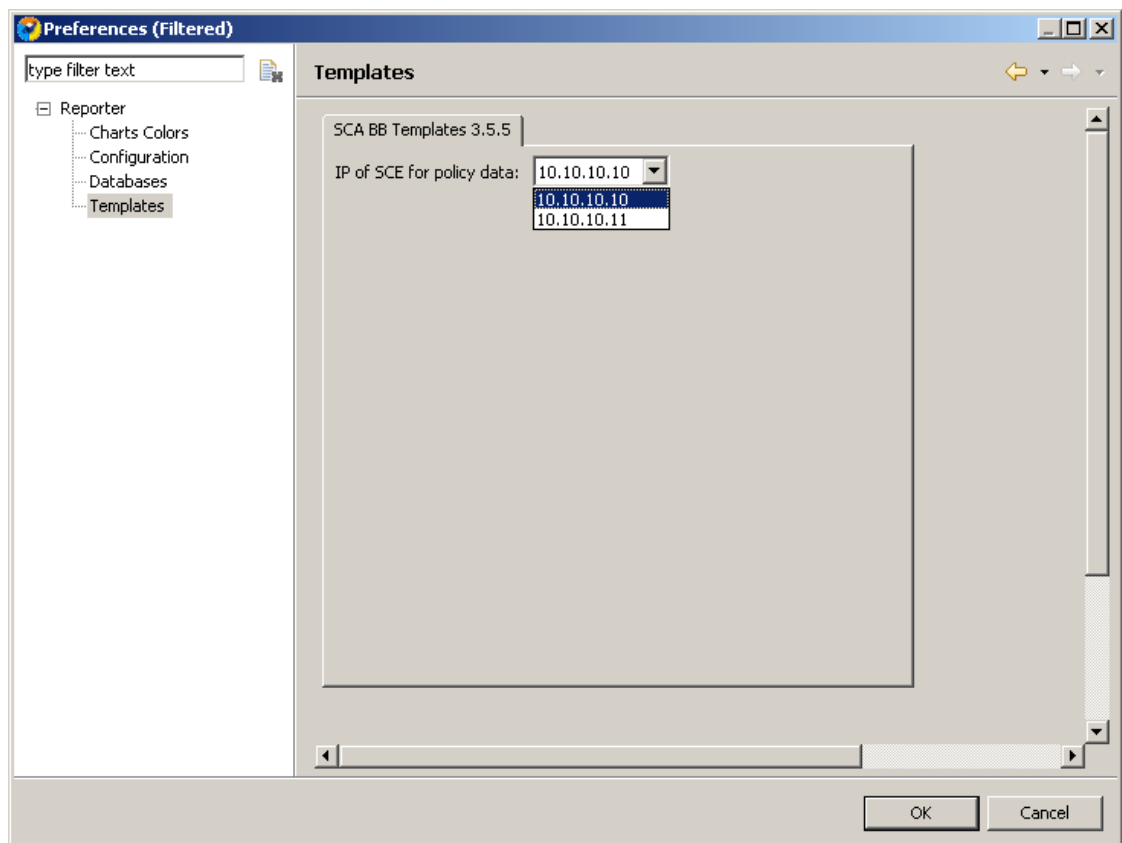 Preferences (Filtered)
type filter text
Templates
Reporter
Charts Colors
Configuration
Databases
Templates
SCA BB Templates 3.5.5
IP of SCE for policy data: 10.10.10.10
10.10.10.10
10.10.10.11
OK Cancel